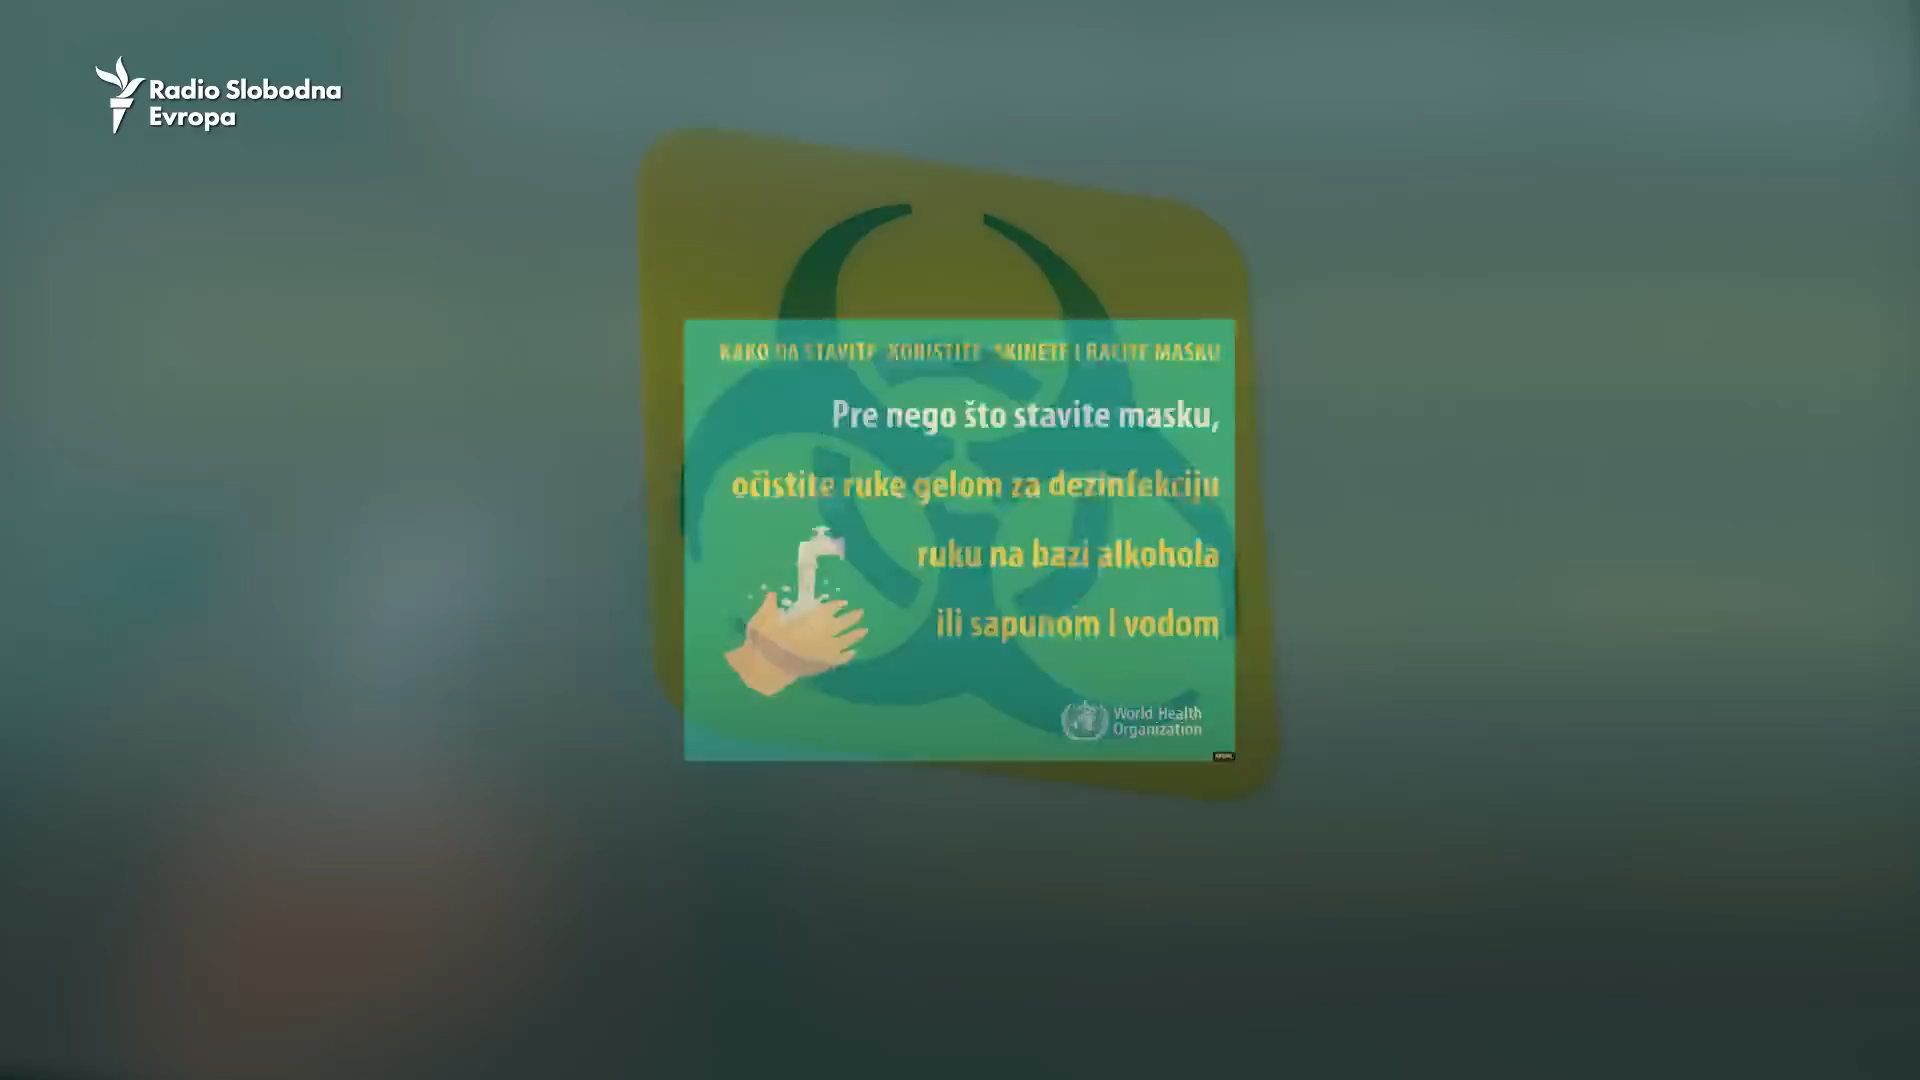 Radio Slobodna
Evropa
KAKO DA STAVITE, KORISTITE, SKINETE I BACITE MASKU
Pre nego što stavite masku,
očistite ruke gelom za dezinfekciju
ruku na bazi alkohola
ili sapunom i vodom
World Health
Organization